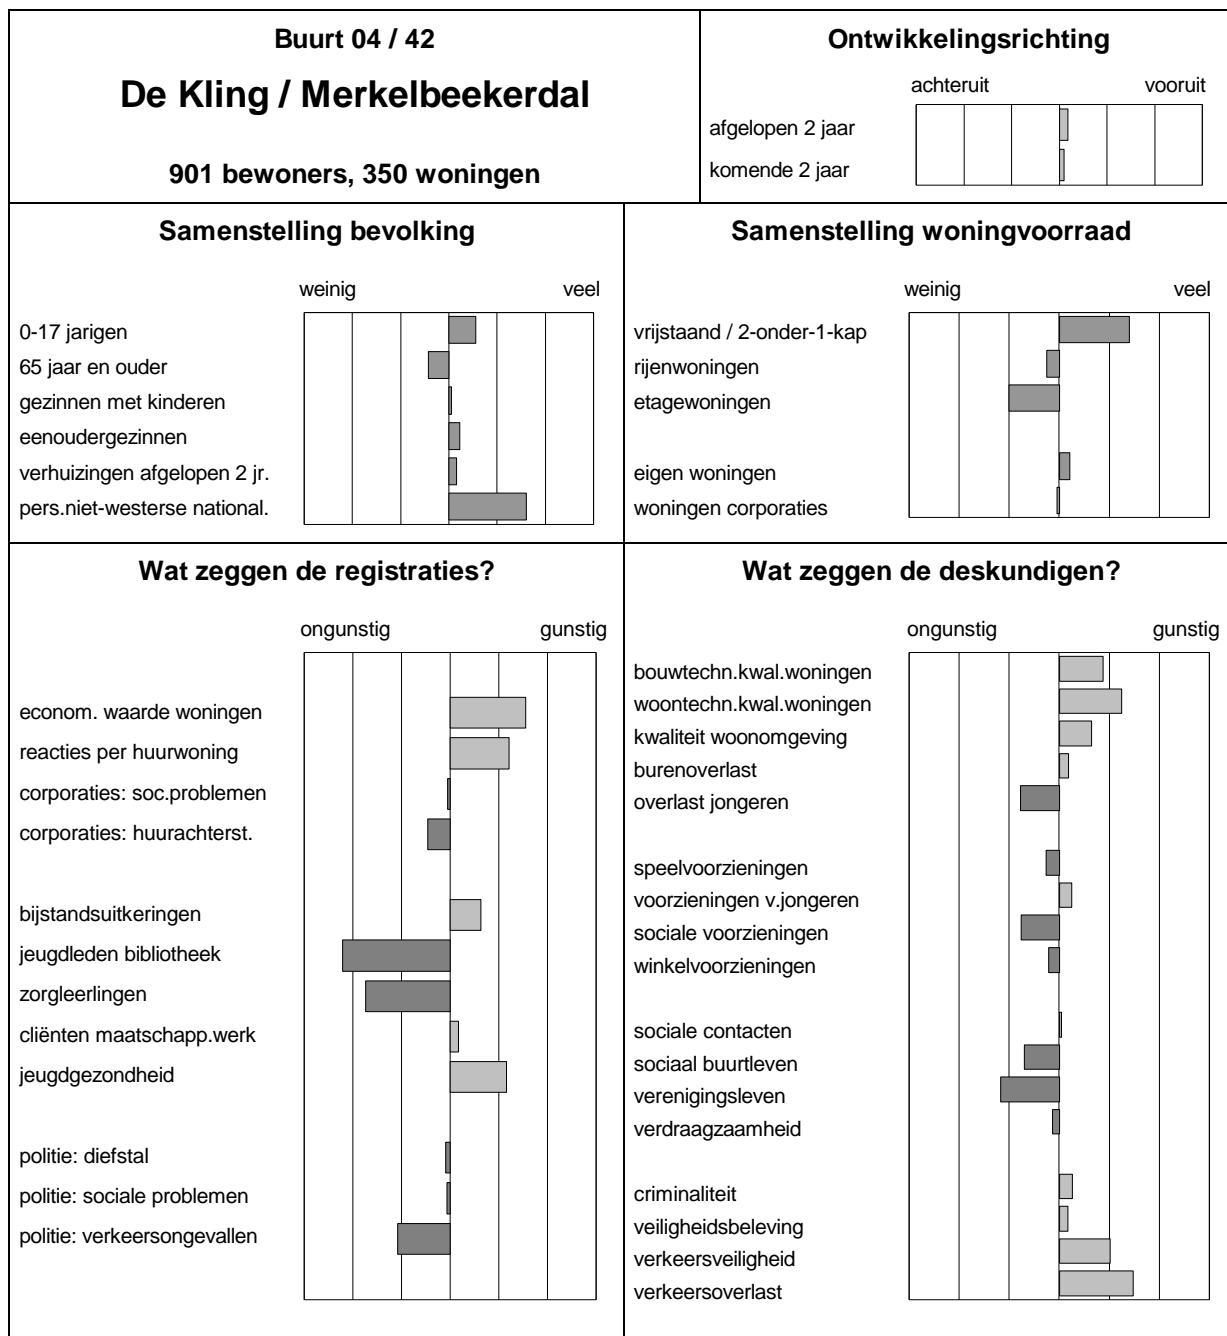 Buurt 04 / 42
De Kling / Merkelbeekerdal
901 bewoners, 350 woningen
Ontwikkelingsrichting
achteruit vooruit
afgelopen 2 jaar
komende 2 jaar
Samenstelling bevolking
weinig veel
0-17 jarigen
65 jaar en ouder
gezinnen met kinderen
eenoudergezinnen
verhuizingen afgelopen 2 jr.
pers.niet-westerse national.
Samenstelling woningvoorraad
weinig veel
vrijstaand / 2-onder-1-kap
rijenwoningen
etagewoningen
eigen woningen
woningen corporaties
Wat zeggen de registraties?
ongunstig gunstig
econom. waarde woningen
reacties per huurwoning
corporaties: soc.problemen
corporaties: huurachterst.
bijstandsuitkeringen
jeugdleden bibliotheek
zorgleerlingen
cliënten maatschapp.werk
jeugdgezondheid
politie: diefstal
politie: sociale problemen
politie: verkeersongevallen
Wat zeggen de deskundigen?
ongunstig gunstig
bouwtechn.kwal.woningen
woontechn.kwal.woningen
kwaliteit woonomgeving
burenoverlast
overlast jongeren
speelvoorzieningen
voorzieningen v.jongeren
sociale voorzieningen
winkelvoorzieningen
sociale contacten
sociaal buurtleven
verenigingsleven
verdraagzaamheid
criminaliteit
veiligheidsbeleving
verkeersveiligheid
verkeersoverlast